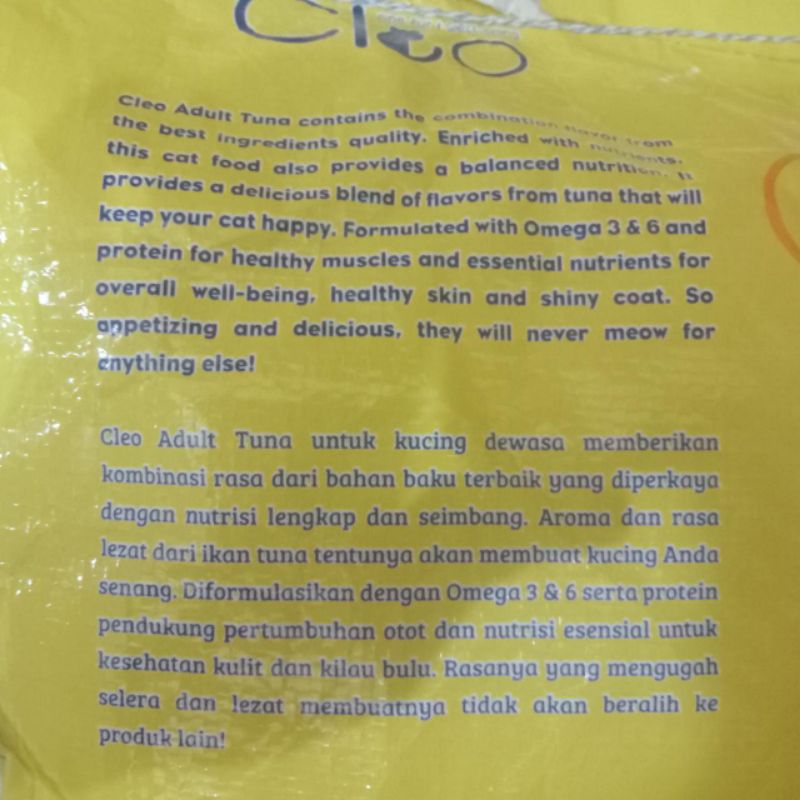 Cleo
Cleo Adult Tuna contains the combination flavor from
the best ingredients quality. Enriched with nutrients.
this cat food also provides a balanced nutrition. It
provides a delicious blend of flavors from tuna that will
keep your cat happy. Formulated with Omega 3 & 6 and
protein for healthy muscles and essential nutrients for
overall well-being, healthy skin and shiny coat. So
appetizing and delicious, they will never meow for
anything else!
Cleo Adult Tuna untuk kucing dewasa memberikan
kombinasi rasa dari bahan baku terbaik yang diperkaya
dengan nutrisi lengkap dan seimbang. Aroma dan rasa
lezat dari ikan tuna tentunya akan membuat kucing Anda
senang. Diformulasikan dengan Omega 3 & 6 serta protein
pendukung pertumbuhan otot dan nutrisi esensial untuk
kesehatan kulit dan kilau bulu. Rasanya yang mengugah
selera dan lezat membuatnya tidak akan beralih ke
produk lain!